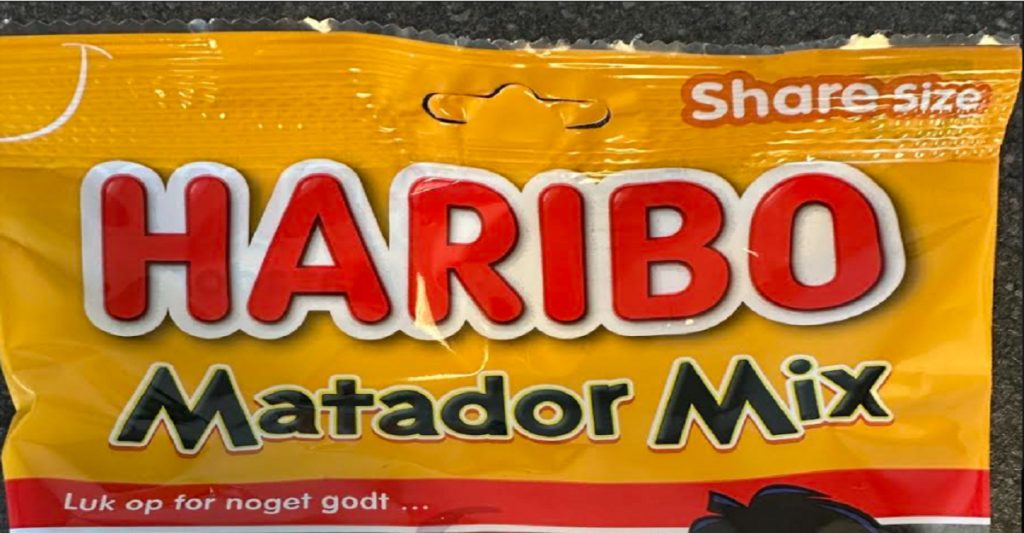 Share Size
HARIBO
Matador Mix
Luk op for noget godt ...